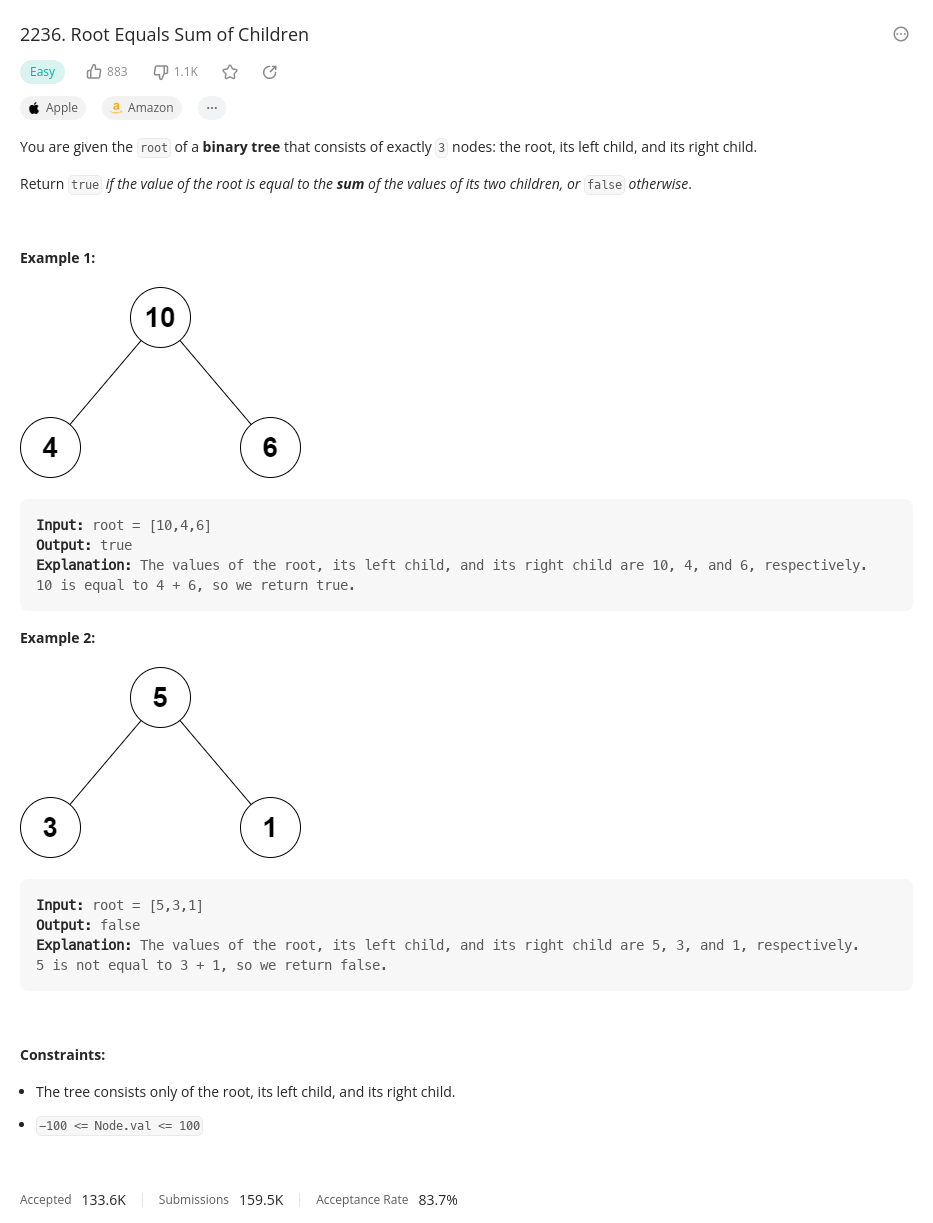 2236. Root Equals Sum of Children
Easy 883 1.1K
Apple a Amazon ...
You are given the root of a binary tree that consists of exactly 3 nodes: the root, its left child, and its right child.
Return true if the value of the root is equal to the sum of the values of its two children, or false otherwise.
Example 1:
10
4 6
Input: root = [10,4,6]
Output: true
Explanation: The values of the root, its left child, and its right child are 10, 4, and 6, respectively.
10 is equal to 4 + 6, so we return true.
Example 2:
5
3 1
Input: root = [5,3,1]
Output: false
Explanation: The values of the root, its left child, and its right child are 5, 3, and 1, respectively.
5 is not equal to 3 + 1, so we return false.
Constraints:
• The tree consists only of the root, its left child, and its right child.
• −100 <= Node.val <= 100
Accepted 133.6K Submissions 159.5K Acceptance Rate 83.7%